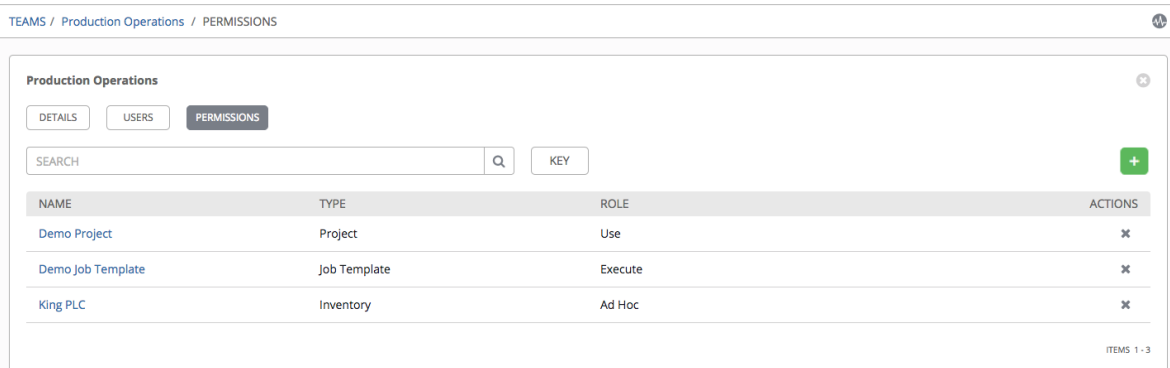 TEAMS / Production Operations / PERMISSIONS
Production Operations
DETAILS USERS PERMISSIONS
SEARCH KEY +
NAME TYPE ROLE ACTIONS
Demo Project Project Use
Demo Job Template Job Template Execute
King PLC Inventory Ad Hoc
ITEMS 1 - 3